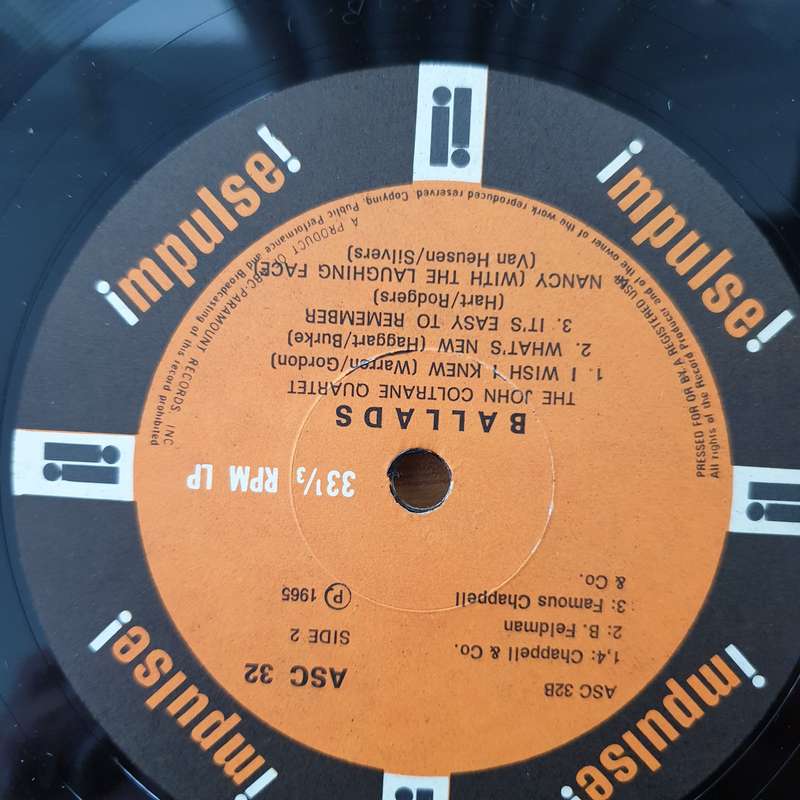 ASC 32B
ASC 32
1,4: Chappell & Co.
SIDE 2
2: B. Feldman
Ⓟ 1965
3: Famous Chappell
& Co.
33 1/3 RPM LP
BALLADS
THE JOHN COLTRANE QUARTET
1. I WISH I KNEW (Warren/Gordon)
2. WHAT'S NEW (Haggart/Burke)
3. IT'S EASY TO REMEMBER
(Hart/Rodgers)
NANCY (WITH THE LAUGHING FACE)
(Van Heusen/Silvers)
PRESSED FOR OR BY A REGISTERED USER
A PRODUCT OF ABC-PARAMOUNT RECORDS, INC
All rights of the Record Producer and of the owner of the work reproduced reserved. Copying, Public Performance and Broadcasting of this record prohibited
impulse!
impulse!
impulse!
impulse!